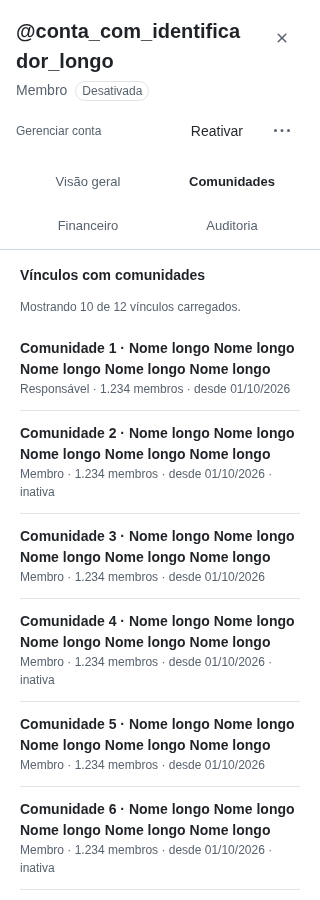 @conta_com_identifica
dor_longo
Membro Desativada
Gerenciar conta Reativar
Visão geral Comunidades
Financeiro Auditoria
Vínculos com comunidades
Mostrando 10 de 12 vínculos carregados.
Comunidade 1 · Nome longo Nome longo
Nome longo Nome longo Nome longo
Responsável · 1.234 membros · desde 01/10/2026
Comunidade 2 · Nome longo Nome longo
Nome longo Nome longo Nome longo
Membro · 1.234 membros · desde 01/10/2026 ·
inativa
Comunidade 3 · Nome longo Nome longo
Nome longo Nome longo Nome longo
Membro · 1.234 membros · desde 01/10/2026
Comunidade 4 · Nome longo Nome longo
Nome longo Nome longo Nome longo
Membro · 1.234 membros · desde 01/10/2026 ·
inativa
Comunidade 5 · Nome longo Nome longo
Nome longo Nome longo Nome longo
Membro · 1.234 membros · desde 01/10/2026
Comunidade 6 · Nome longo Nome longo
Nome longo Nome longo Nome longo
Membro · 1.234 membros · desde 01/10/2026 ·
inativa